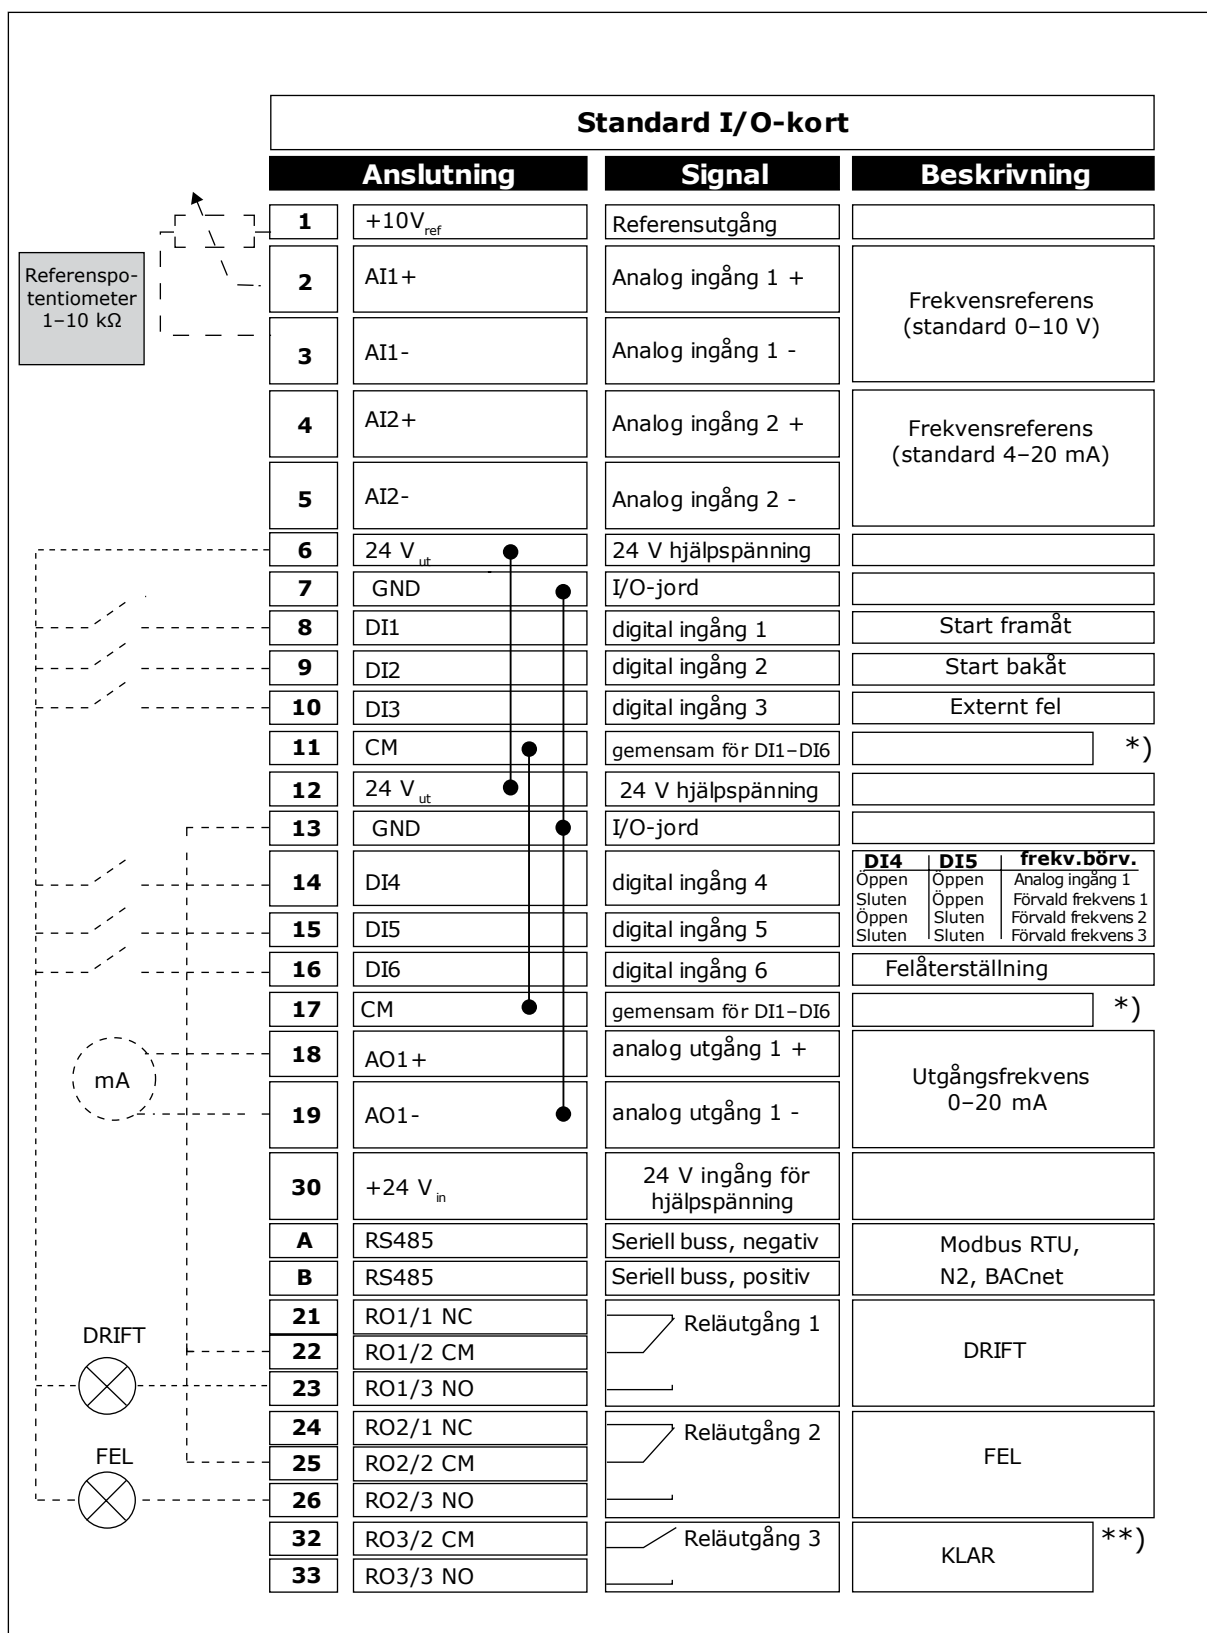 Standard I/O-kort
Anslutning Signal Beskrivning
Referenspo-
tentiometer
1–10 kΩ
1 +10Vref Referensutgång
2 AI1+ Analog ingång 1 +
Frekvensreferens
(standard 0–10 V)
3 AI1- Analog ingång 1 -
4 AI2+ Analog ingång 2 +
Frekvensreferens
(standard 4–20 mA)
5 AI2- Analog ingång 2 -
6 24 Vut 24 V hjälpspänning
7 GND I/O-jord
8 DI1 digital ingång 1 Start framåt
9 DI2 digital ingång 2 Start bakåt
10 DI3 digital ingång 3 Externt fel
11 CM gemensam för DI1–DI6 *)
12 24 Vut 24 V hjälpspänning
13 GND I/O-jord
14 DI4 digital ingång 4
DI4 DI5 frekv.börv.
Öppen Öppen Analog ingång 1
Sluten Öppen Förvald frekvens 1
Öppen Sluten Förvald frekvens 2
Sluten Sluten Förvald frekvens 3
15 DI5 digital ingång 5
16 DI6 digital ingång 6 Felåterställning
17 CM gemensam för DI1–DI6 *)
mA
18 AO1+ analog utgång 1 +
Utgångsfrekvens
0–20 mA
19 AO1- analog utgång 1 -
30 +24 Vin 24 V ingång för
hjälpspänning
A RS485 Seriell buss, negativ
Modbus RTU,
B RS485 Seriell buss, positiv
N2, BACnet
21 RO1/1 NC Reläutgång 1
DRIFT
22 RO1/2 CM DRIFT
23 RO1/3 NO
24 RO2/1 NC Reläutgång 2
FEL
25 RO2/2 CM FEL
26 RO2/3 NO
32 RO3/2 CM Reläutgång 3 **)
KLAR
33 RO3/3 NO